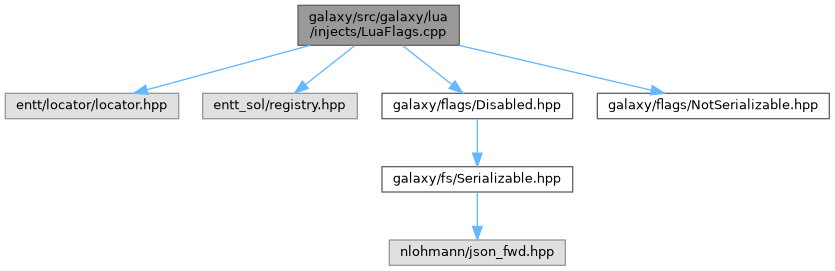 galaxy/src/galaxy/lua
/injects/LuaFlags.cpp
entt/locator/locator.hpp
entt_sol/registry.hpp
galaxy/flags/Disabled.hpp
galaxy/flags/NotSerializable.hpp
galaxy/fs/Serializable.hpp
nlohmann/json_fwd.hpp